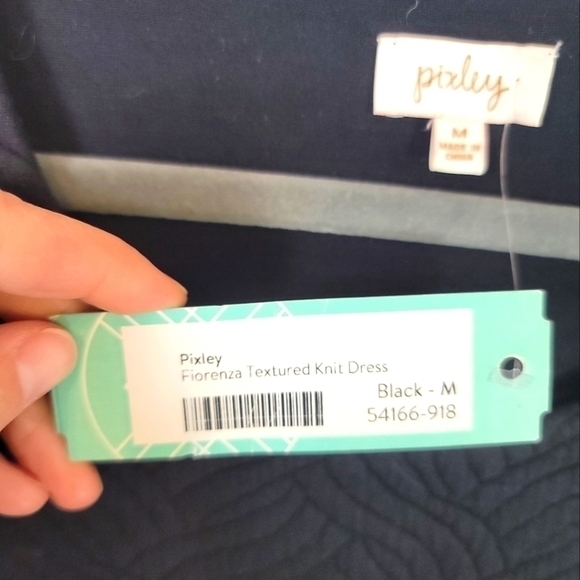 pixley
M
MADE IN
CHINA
Pixley
Fiorenza Textured Knit Dress
Black - M
54166-918